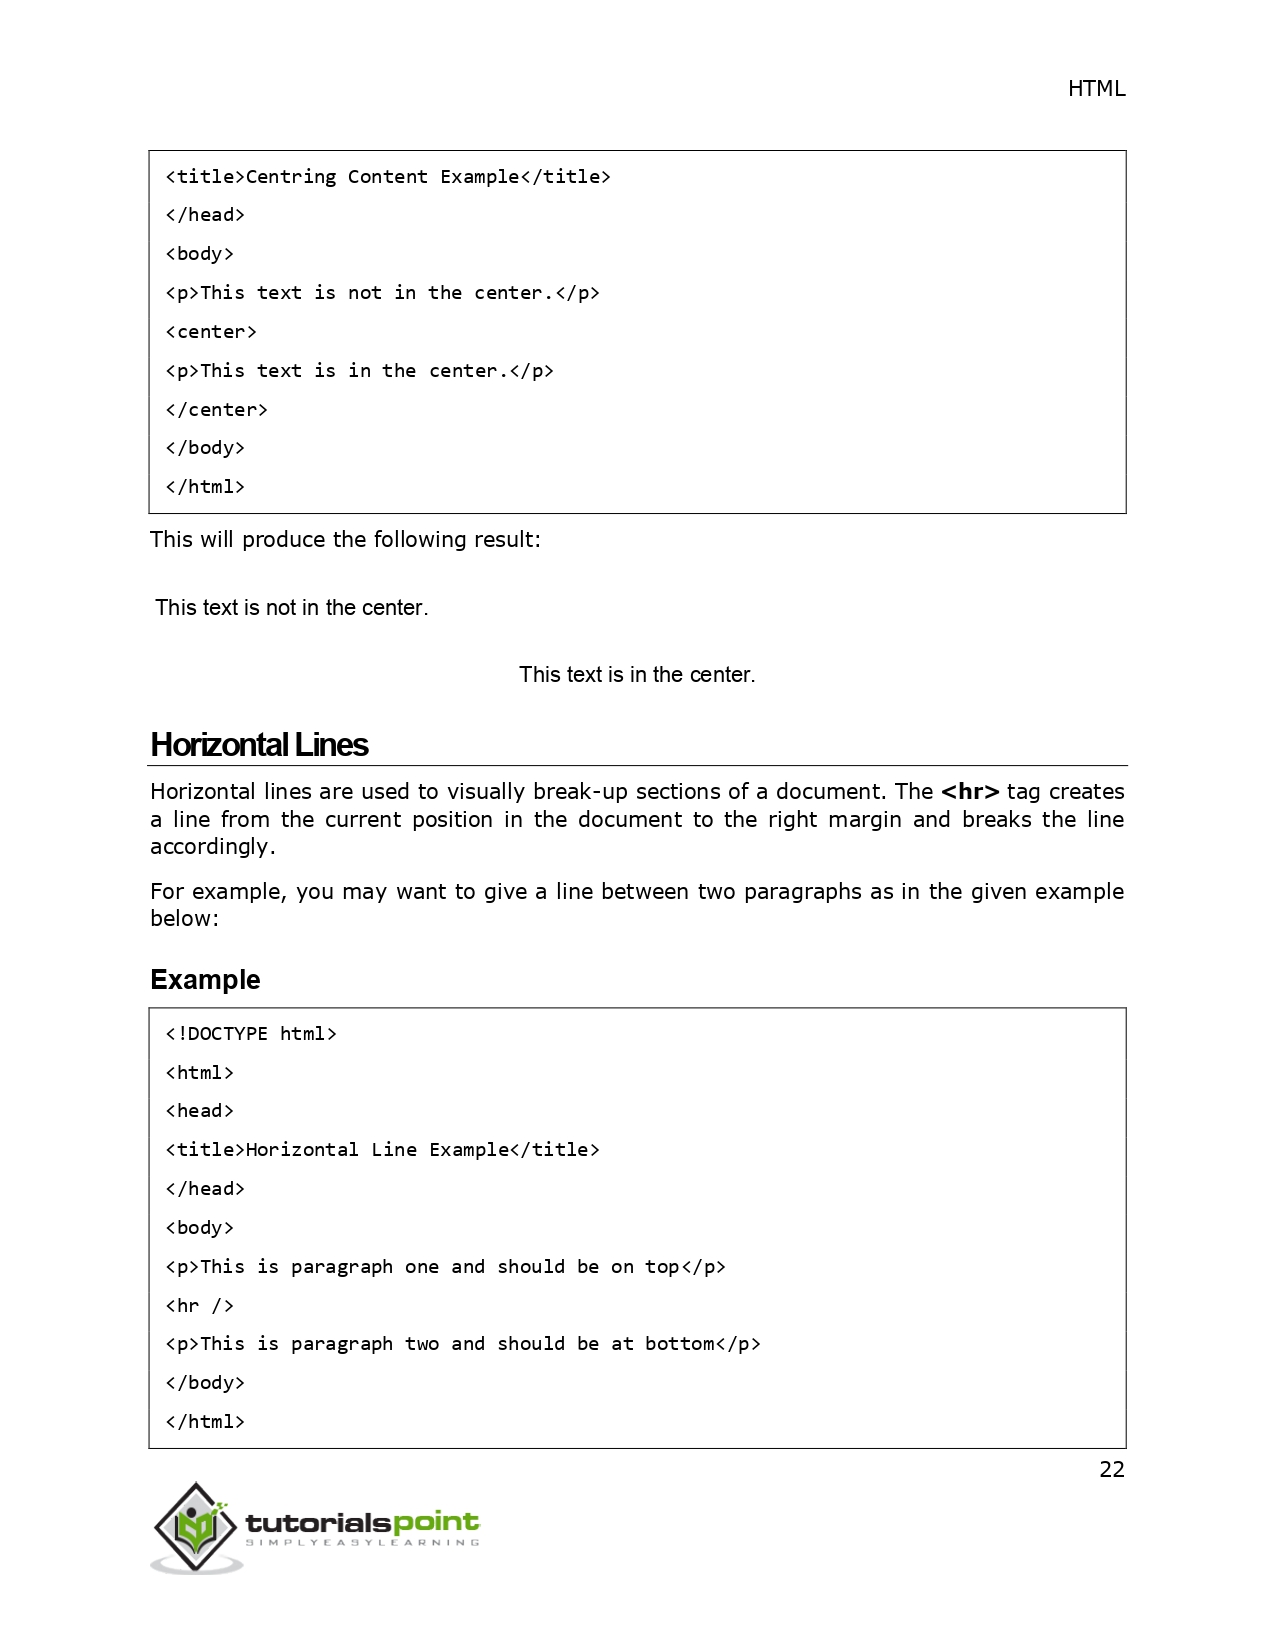 HTML
<title>Centring Content Example</title>
</head>
<body>
<p>This text is not in the center.</p>
<center>
<p>This text is in the center.</p>
</center>
</body>
</html>
This will produce the following result:
This text is not in the center.
This text is in the center.
Horizontal Lines
Horizontal lines are used to visually break-up sections of a document. The <hr> tag creates
a line from the current position in the document to the right margin and breaks the line
accordingly.
For example, you may want to give a line between two paragraphs as in the given example
below:
Example
<!DOCTYPE html>
<html>
<head>
<title>Horizontal Line Example</title>
</head>
<body>
<p>This is paragraph one and should be on top</p>
<hr />
<p>This is paragraph two and should be at bottom</p>
</body>
</html>
22
tutorialspoint
SIMPLYEASYLEARNING